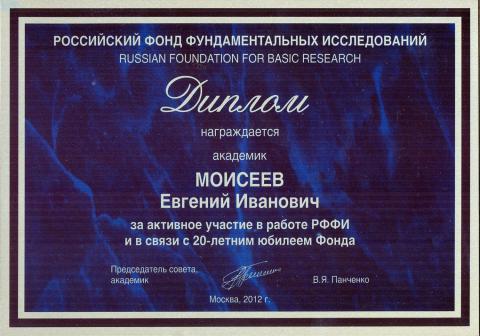 РОССИЙСКИЙ ФОНД ФУНДАМЕНТАЛЬНЫХ ИССЛЕДОВАНИЙ
RUSSIAN FOUNDATION FOR BASIC RESEARCH
Диплом
награждается
академик
МОИСЕЕВ
Евгений Иванович
за активное участие в работе РФФИ
и в связи с 20-летним юбилеем Фонда
Председатель совета,
академик
В.Я. Панченко
Москва, 2012 г.